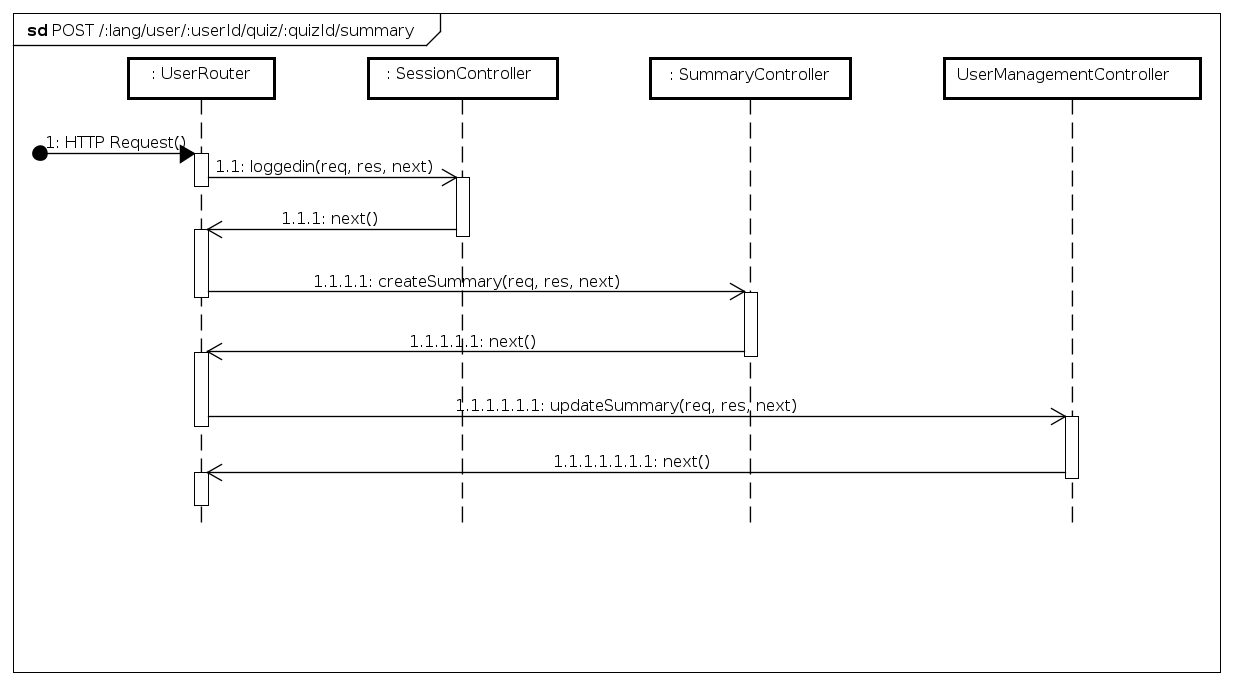 sd POST /:lang/user/:userId/quiz/:quizId/summary
: UserRouter
: SessionController
: SummaryController
UserManagementController
1: HTTP Request()
1.1: loggedin(req, res, next)
1.1.1: next()
1.1.1.1: createSummary(req, res, next)
1.1.1.1.1: next()
1.1.1.1.1.1: updateSummary(req, res, next)
1.1.1.1.1.1.1: next()